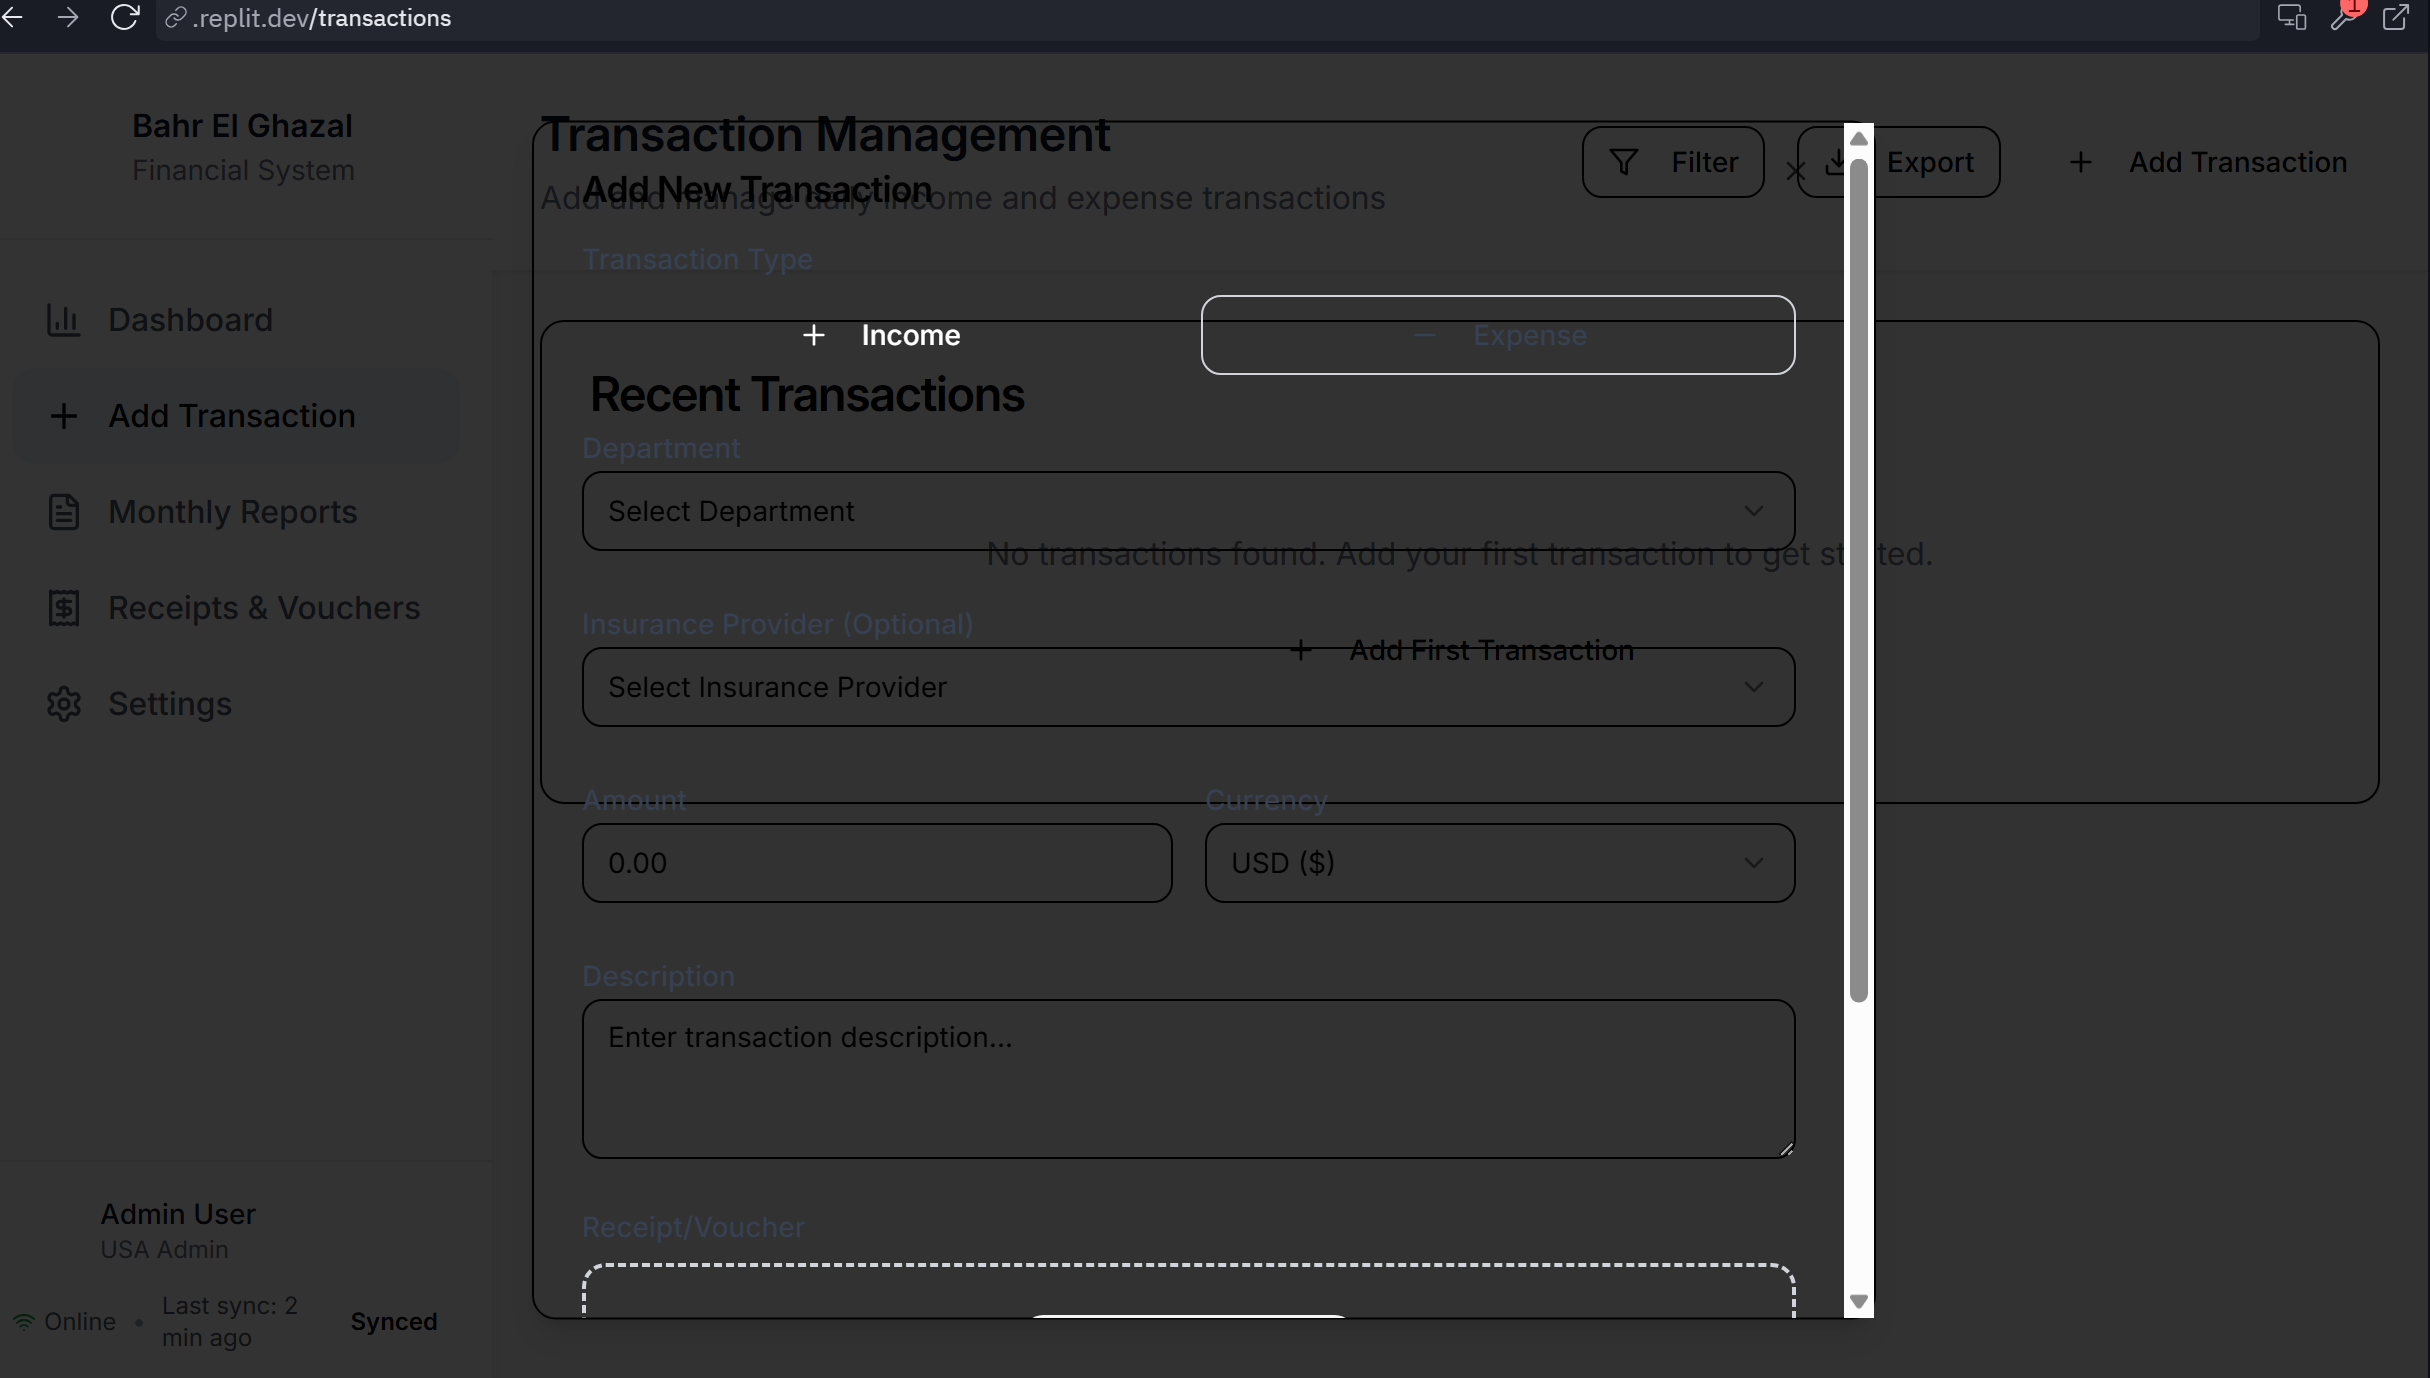 .replit.dev/transactions
1
Bahr El Ghazal
Financial System
Dashboard
Add Transaction
Monthly Reports
Receipts & Vouchers
Settings
Admin User
USA Admin
Online
Last sync: 2
min ago
Synced
Transaction Management
Add and manage daily income and expense transactions
Filter
Export
Add Transaction
Recent Transactions
No transactions found. Add your first transaction to get st ted.
Add First Transaction
Add New Transaction
Transaction Type
Income
Expense
Department
Select Department
Insurance Provider (Optional)
Select Insurance Provider
Amount
Currency
0.00
USD ($)
Description
Enter transaction description...
Receipt/Voucher